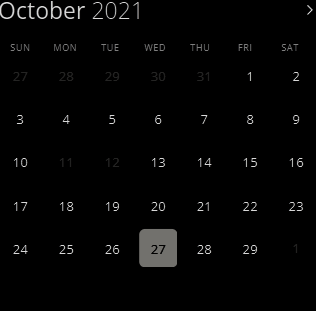 October 2021 >
SUN MON TUE WED THU FRI SAT
27 28 29 30 31 1 2
3 4 5 6 7 8 9
10 11 12 13 14 15 16
17 18 19 20 21 22 23
24 25 26 27 28 29 1